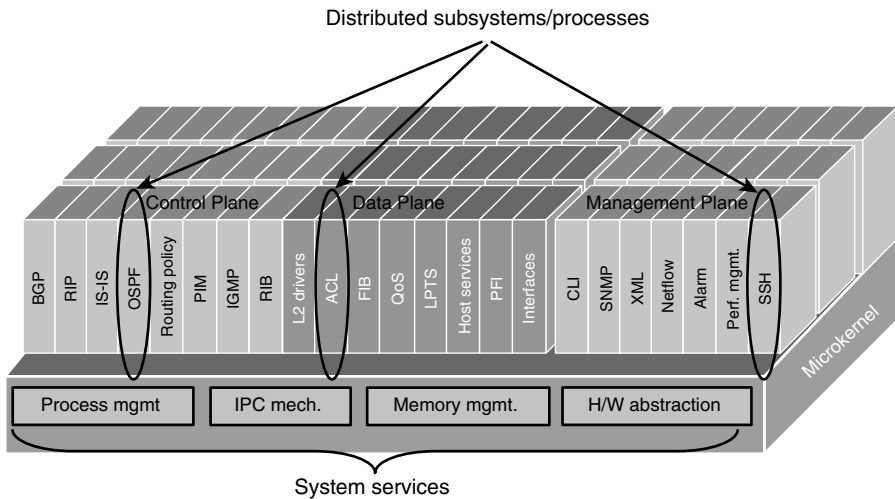 Distributed subsystems/processes
Control Plane
Data Plane
Management Plane
BGP
RIP
IS-IS
OSPF
Routing policy
PIM
IGMP
RIB
L2 drivers
ACL
FIB
QoS
LPTS
Host services
PFI
Interfaces
CLI
SNMP
XML
Netflow
Alarm
Perf. mgmt.
SSH
Microkernel
Process mgmt
IPC mech.
Memory mgmt.
H/W abstraction
System services